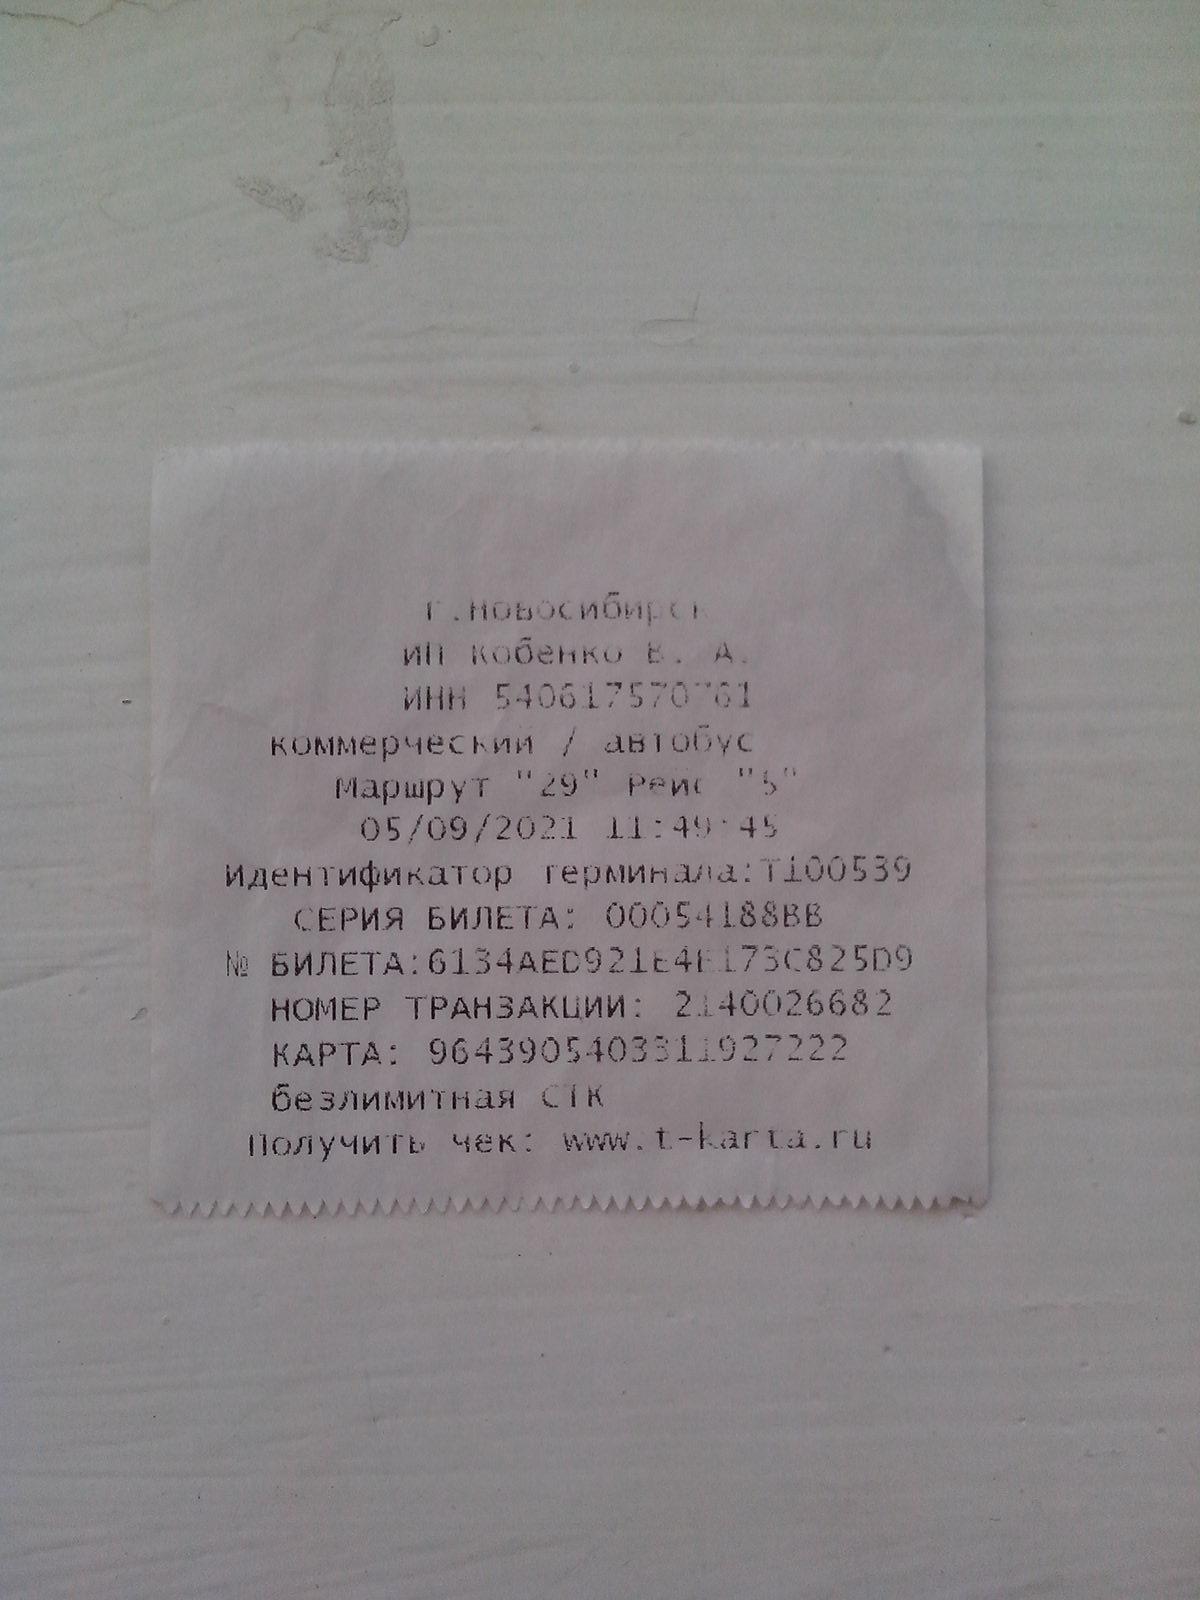 г.Новосибирск
ИП Кобенко В. А.
ИНН 540617570761
коммерческий / автобус
Маршрут "29" Рейс "5"
05/09/2021 11:49:45
Идентификатор терминала:T100539
СЕРИЯ БИЛЕТА: 00054188BB
№ БИЛЕТА:6134AED921E4E173C825D9
НОМЕР ТРАНЗАКЦИИ: 2140026682
КАРТА: 9643905403311927222
безлимитная СТК
Получить чек: www.t-karta.ru